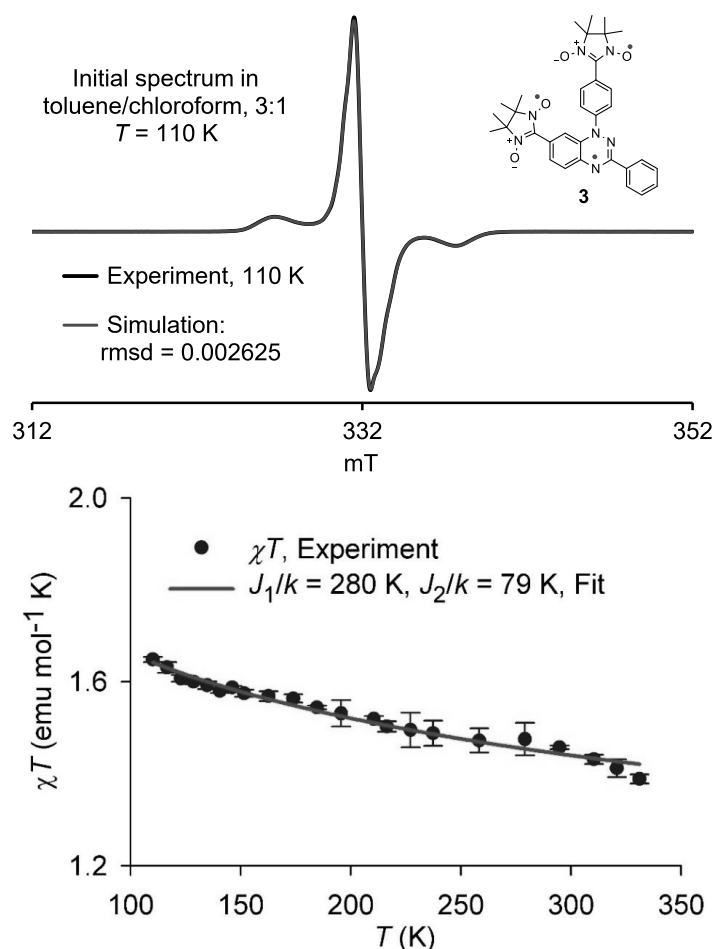 Initial spectrum in
toluene/chloroform, 3:1
T = 110 K
Experiment, 110 K
Simulation:
rmsd = 0.002625
−O
+
N
N
O•
O•
N
N
+
O
−
N
N
N
•
3
312
332
352
mT
χT, Experiment
J₁/k = 280 K, J₂/k = 79 K, Fit
χT (emu mol⁻¹ K)
2.0
1.6
1.2
100
150
200
250
300
350
T (K)